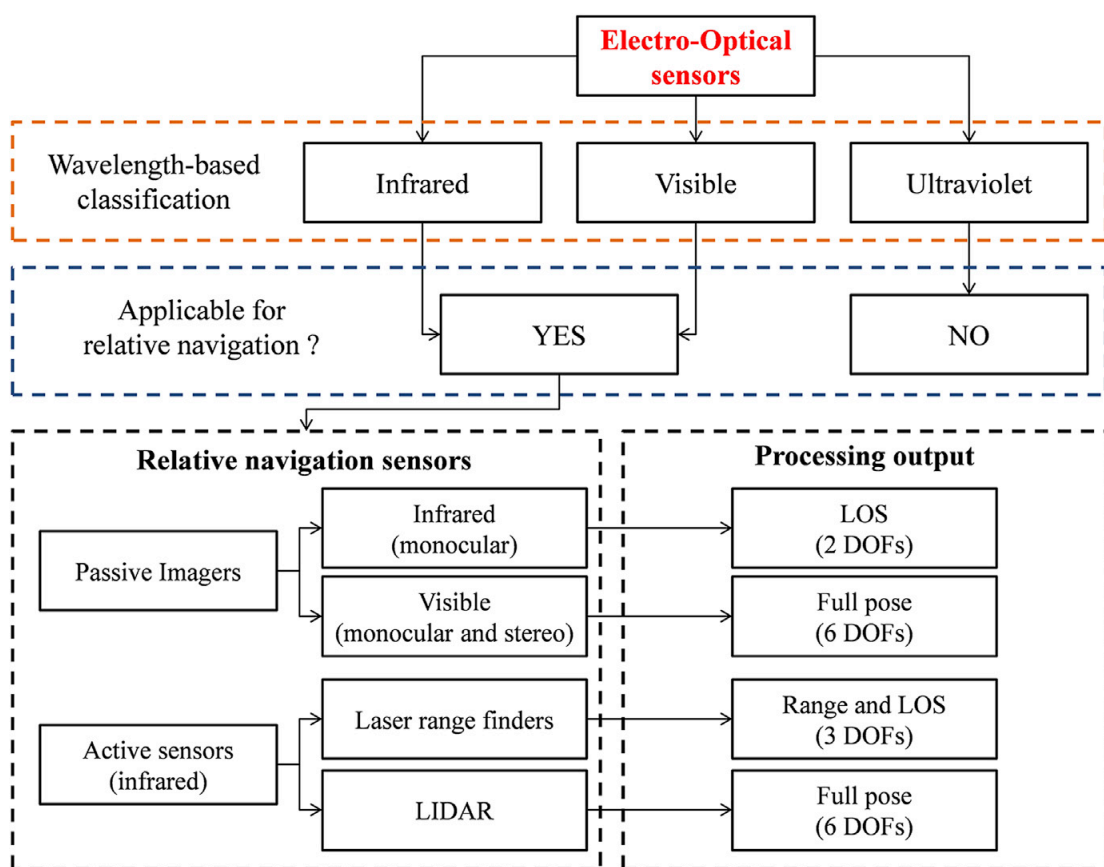 Electro-Optical
sensors
Wavelength-based
classification
Infrared
Visible
Ultraviolet
Applicable for
relative navigation ?
YES
NO
Relative navigation sensors
Processing output
Passive Imagers
Infrared
(monocular)
LOS
(2 DOFs)
Visible
(monocular and stereo)
Full pose
(6 DOFs)
Active sensors
(infrared)
Laser range finders
Range and LOS
(3 DOFs)
LIDAR
Full pose
(6 DOFs)